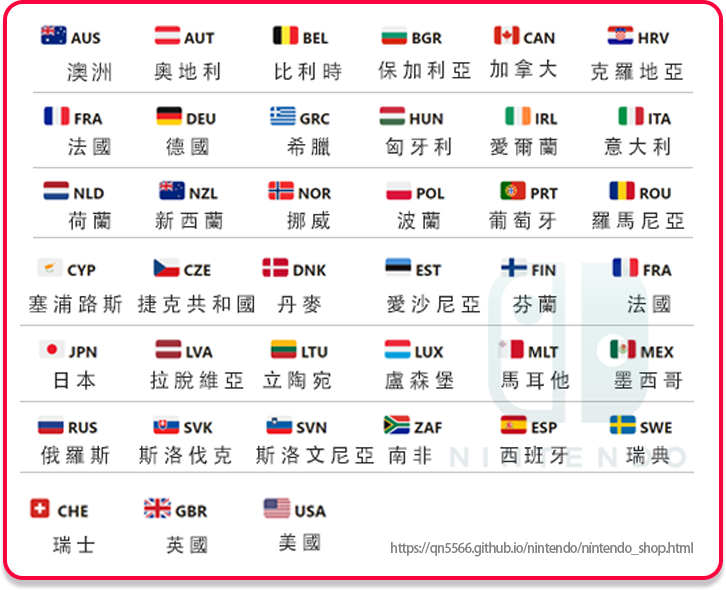 AUS AUT BEL BGR CAN HRV
澳洲 奧地利 比利時 保加利亞 加拿大 克羅地亞
FRA DEU GRC HUN IRL ITA
法國 德國 希臘 匈牙利 愛爾蘭 意大利
NLD NZL NOR POL PRT ROU
荷蘭 新西蘭 挪威 波蘭 葡萄牙 羅馬尼亞
CYP CZE DNK EST FIN FRA
塞浦路斯 捷克共和國 丹麥 愛沙尼亞 芬蘭 法國
JPN LVA LTU LUX MLT MEX
日本 拉脫維亞 立陶宛 盧森堡 馬耳他 墨西哥
RUS SVK SVN ZAF ESP SWE
俄羅斯 斯洛伐克 斯洛文尼亞 南非 西班牙 瑞典
NINTENDO
CHE GBR USA
瑞士 英國 美國
https://qn5566.github.io/nintendo/nintendo_shop.html